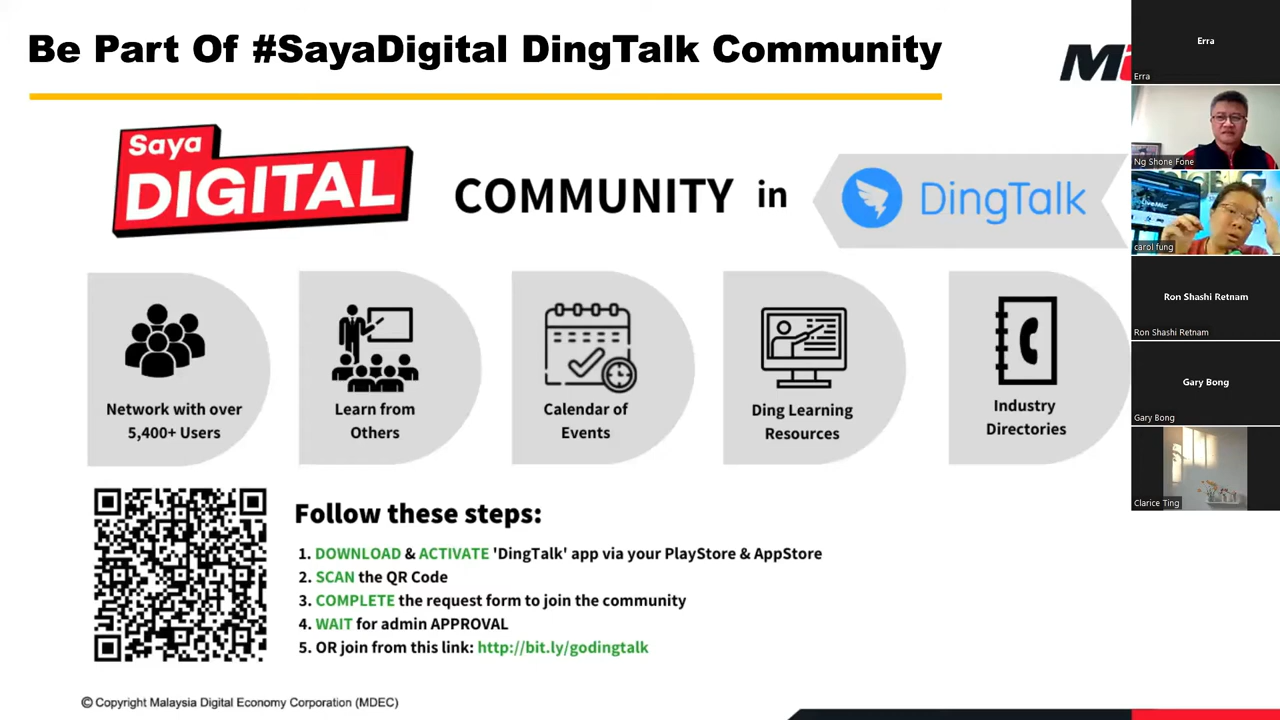 Be Part Of #SayaDigital DingTalk Community
Saya
DIGITAL
COMMUNITY in
DingTalk
Network with over
5,400+ Users
Learn from
Others
Calendar of
Events
Ding Learning
Resources
Industry
Directories
Follow these steps:
1. DOWNLOAD & ACTIVATE 'DingTalk' app via your PlayStore & AppStore
2. SCAN the QR Code
3. COMPLETE the request form to join the community
4. WAIT for admin APPROVAL
5. OR join from this link: http://bit.ly/godingtalk
© Copyright Malaysia Digital Economy Corporation (MDEC)
Erra
Erra
Ng Shone Fone
LiveMic
carol fung
Ron Shashi Retnam
Ron Shashi Retnam
Gary Bong
Gary Bong
Clarice Ting